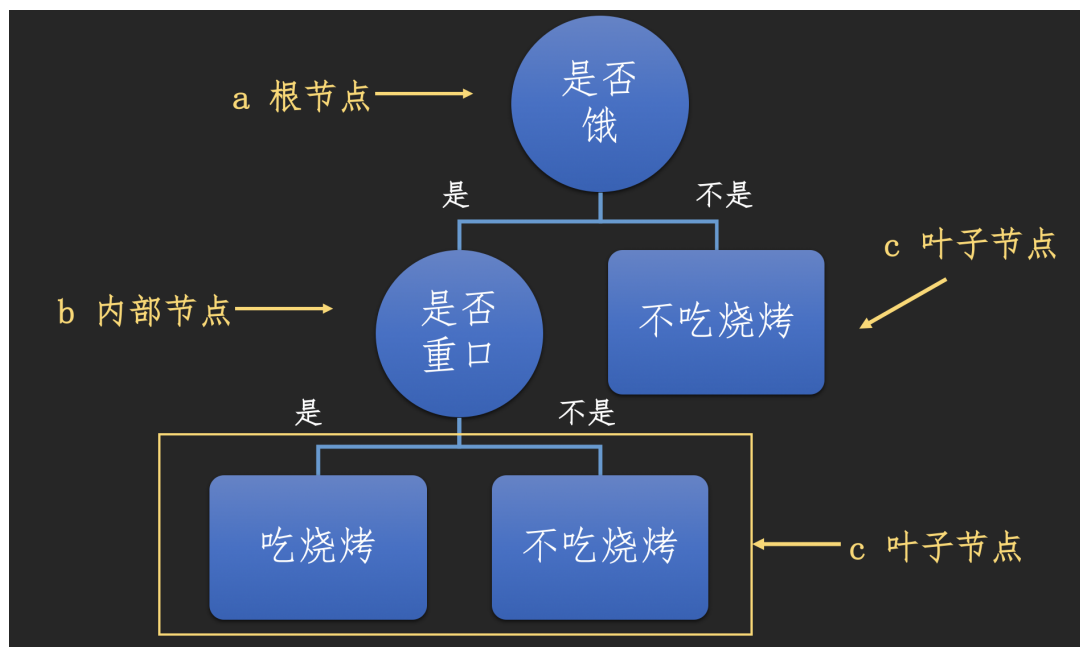 是否
饿
a 根节点
是
不是
c 叶子节点
b 内部节点
是否
重口
不吃烧烤
是
不是
吃烧烤
不吃烧烤
c 叶子节点